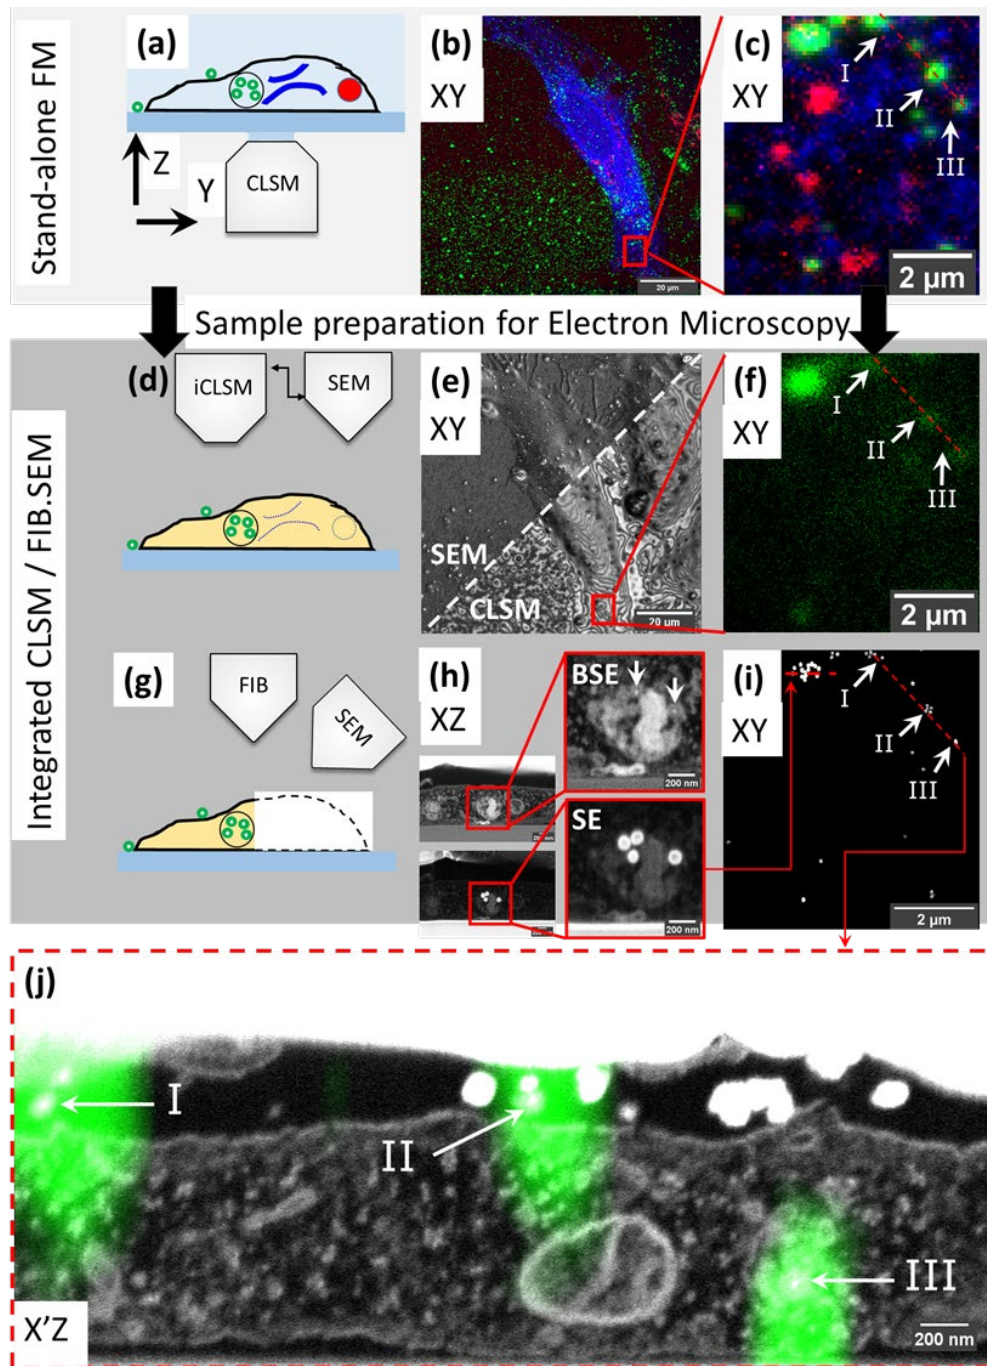 Stand-alone FM
(a)
Z
Y
CLSM
(b)
XY
20 μm
(c)
XY
I
II
III
2 μm
Sample preparation for Electron Microscopy
Integrated CLSM / FIB.SEM
(d)
iCLSM
SEM
(e)
XY
SEM
CLSM
20 μm
(f)
XY
I
II
III
2 μm
(g)
FIB
SEM
(h)
XZ
BSE
200 nm
SE
200 nm
(i)
XY
I
II
III
2 μm
(j)
I
II
III
X'Z
200 nm